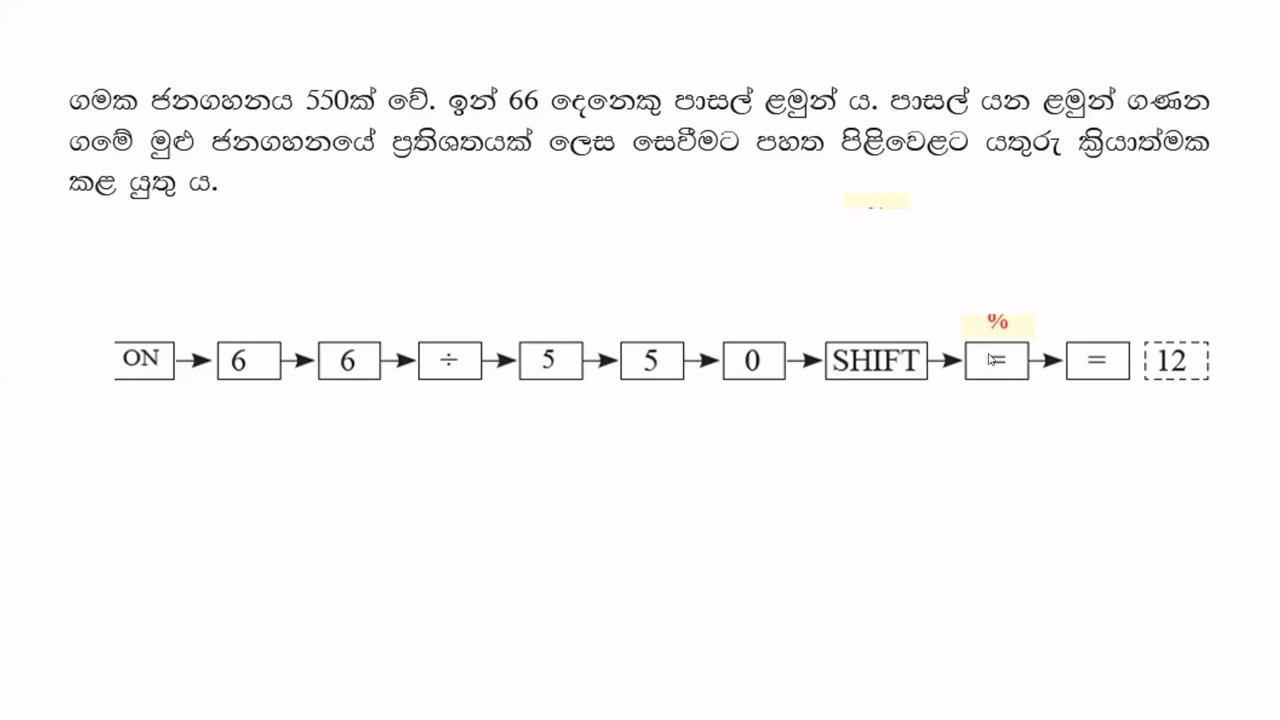 ගමක ජනගහනය 550ක් වේ. ඉන් 66 දෙනෙකු පාසල් ළමුන් ය. පාසල් යන ළමුන් ගණන
ගමේ මුළු ජනගහනයේ ප්‍රතිශතයක් ලෙස සෙවීමට පහත පිළිවෙළට යතුරු ක්‍රියාත්මක
කළ යුතු ය.
%
ON 6 6 ÷ 5 5 0 SHIFT = = 12